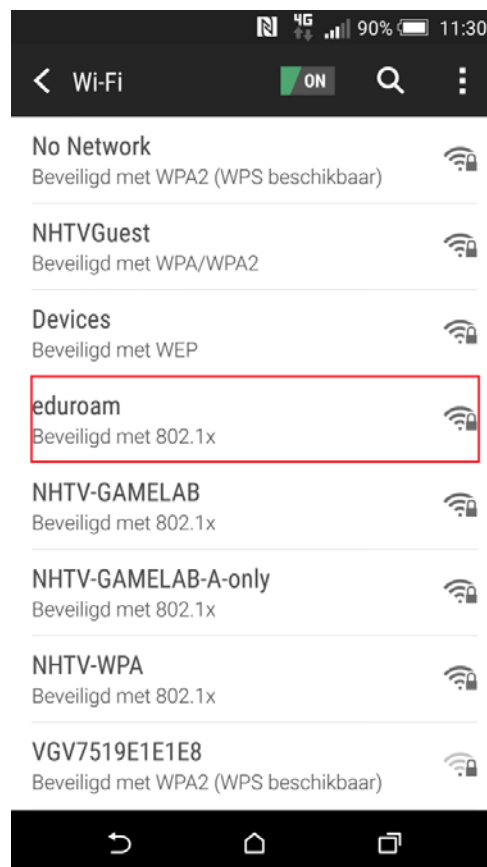 4G 90% 11:30
Wi-Fi ON
No Network
Beveiligd met WPA2 (WPS beschikbaar)
NHTVGuest
Beveiligd met WPA/WPA2
Devices
Beveiligd met WEP
eduroam
Beveiligd met 802.1x
NHTV-GAMELAB
Beveiligd met 802.1x
NHTV-GAMELAB-A-only
Beveiligd met 802.1x
NHTV-WPA
Beveiligd met 802.1x
VGV7519E1E1E8
Beveiligd met WPA2 (WPS beschikbaar)